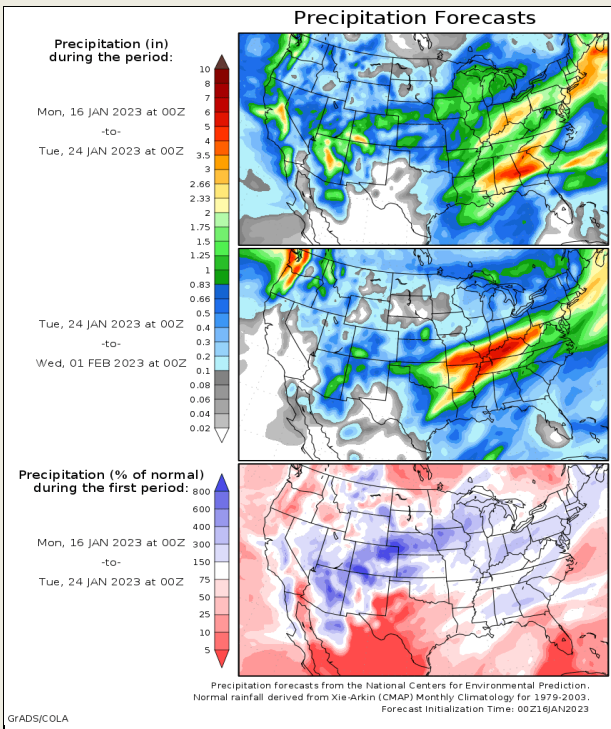 Precipitation Forecasts
Precipitation (in)
during the period:
Mon, 16 JAN 2023 at 00Z
-to-
Tue, 24 JAN 2023 at 00Z
10
8
7
6
5
4
3.5
3
2.66
2.33
2
1.75
1.5
1.25
1
0.83
0.66
0.5
0.4
0.3
0.2
0.1
0.08
0.06
0.04
0.02
Tue, 24 JAN 2023 at 00Z
-to-
Wed, 01 FEB 2023 at 00Z
Precipitation (% of normal)
during the first period:
Mon, 16 JAN 2023 at 00Z
-to-
Tue, 24 JAN 2023 at 00Z
800
600
400
300
150
75
50
25
10
5
Precipitation forecasts from the National Centers for Environmental Prediction.
Normal rainfall derived from Xie-Arkin (CMAP) Monthly Climatology for 1979-2003.
Forecast Initialization Time: 00Z16JAN2023
GrADS/COLA